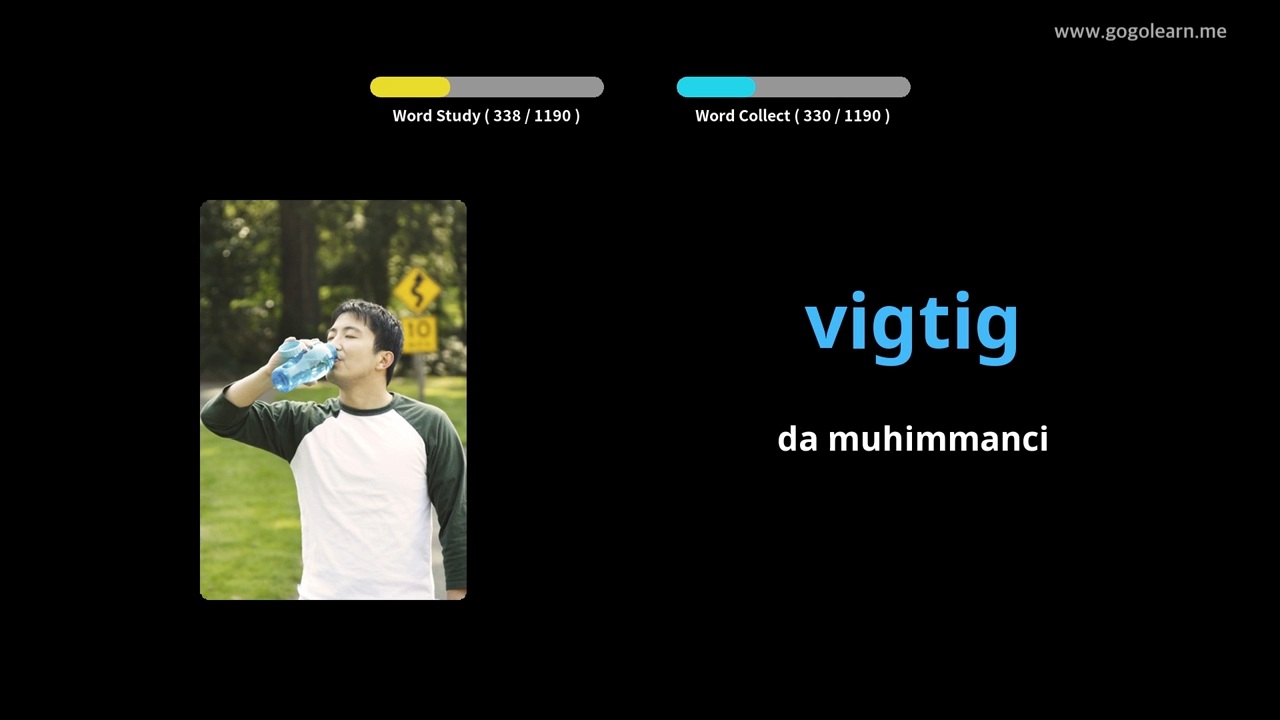 www.gogolearn.me
Word Study ( 338 / 1190 )
Word Collect ( 330 / 1190 )
10
vigtig
da muhimmanci